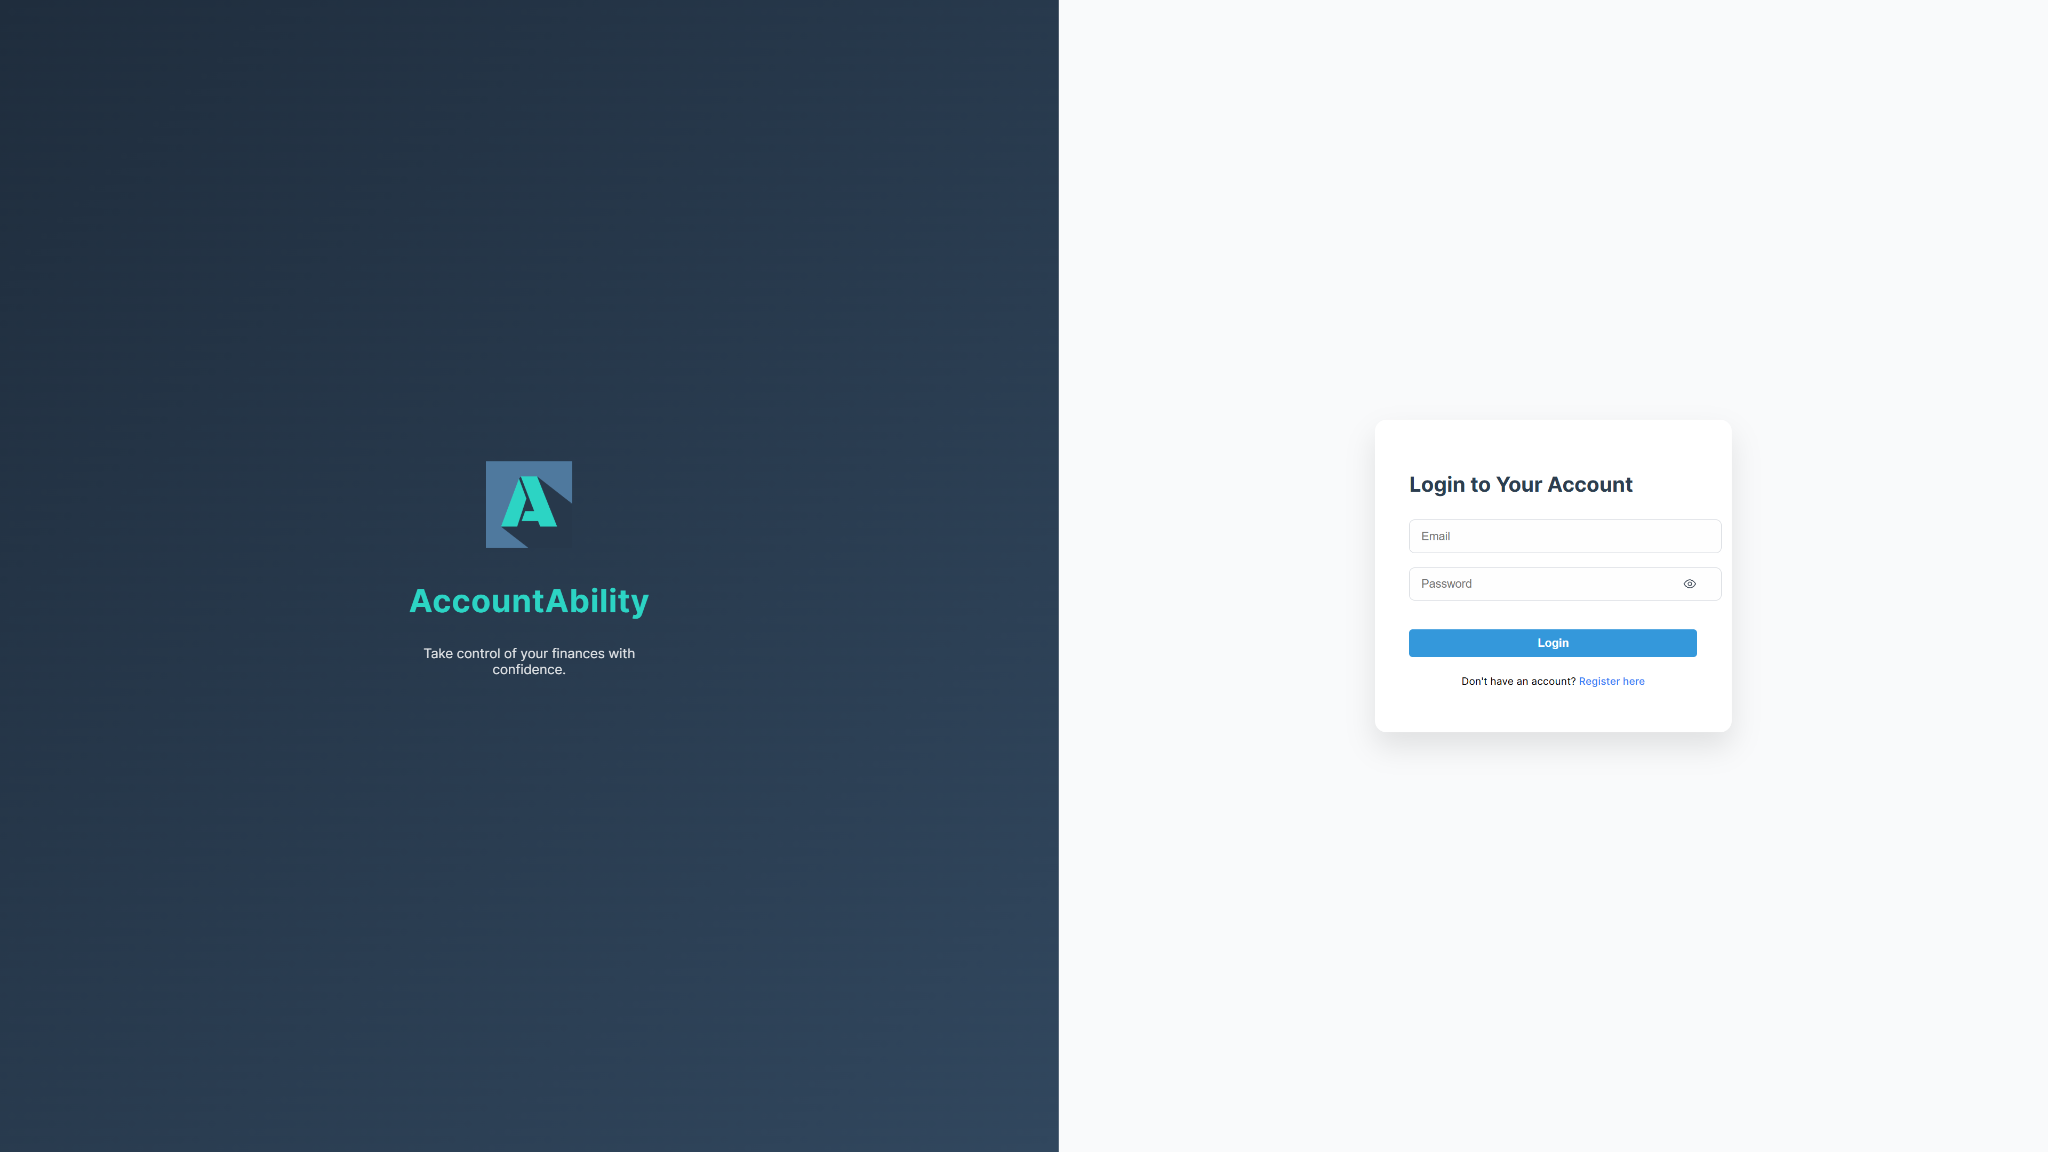 A
AccountAbility
Take control of your finances with
confidence.
Login to Your Account
Email
Password
Login
Don't have an account? Register here